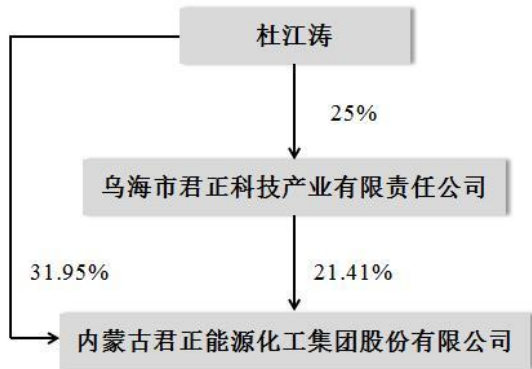 杜江涛
25%
乌海市君正科技产业有限责任公司
31.95%
21.41%
内蒙古君正能源化工集团股份有限公司